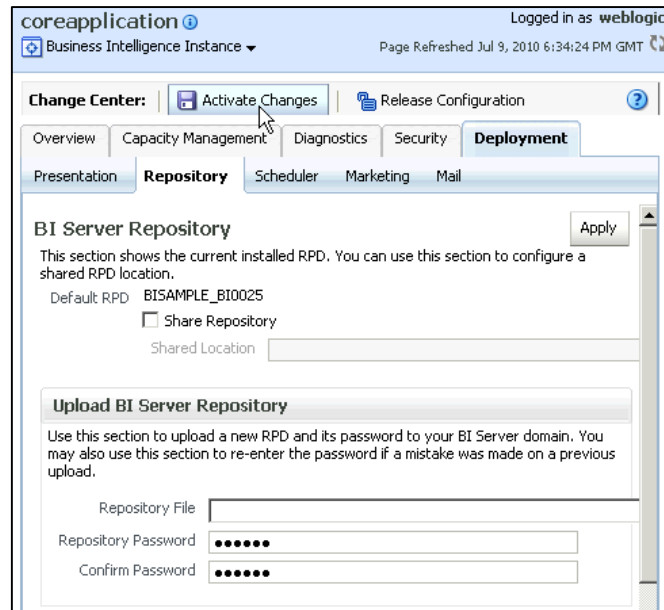 coreapplication
Logged in as weblogic
Business Intelligence Instance
Page Refreshed Jul 9, 2010 6:34:24 PM GMT
Change Center: Activate Changes Release Configuration ?
Overview Capacity Management Diagnostics Security Deployment
Presentation Repository Scheduler Marketing Mail
BI Server Repository Apply
This section shows the current installed RPD. You can use this section to configure a
shared RPD location.
Default RPD BISAMPLE_BI0025
Share Repository
Shared Location
Upload BI Server Repository
Use this section to upload a new RPD and its password to your BI Server domain. You
may also use this section to re-enter the password if a mistake was made on a previous
upload.
Repository File
Repository Password ••••••
Confirm Password ••••••